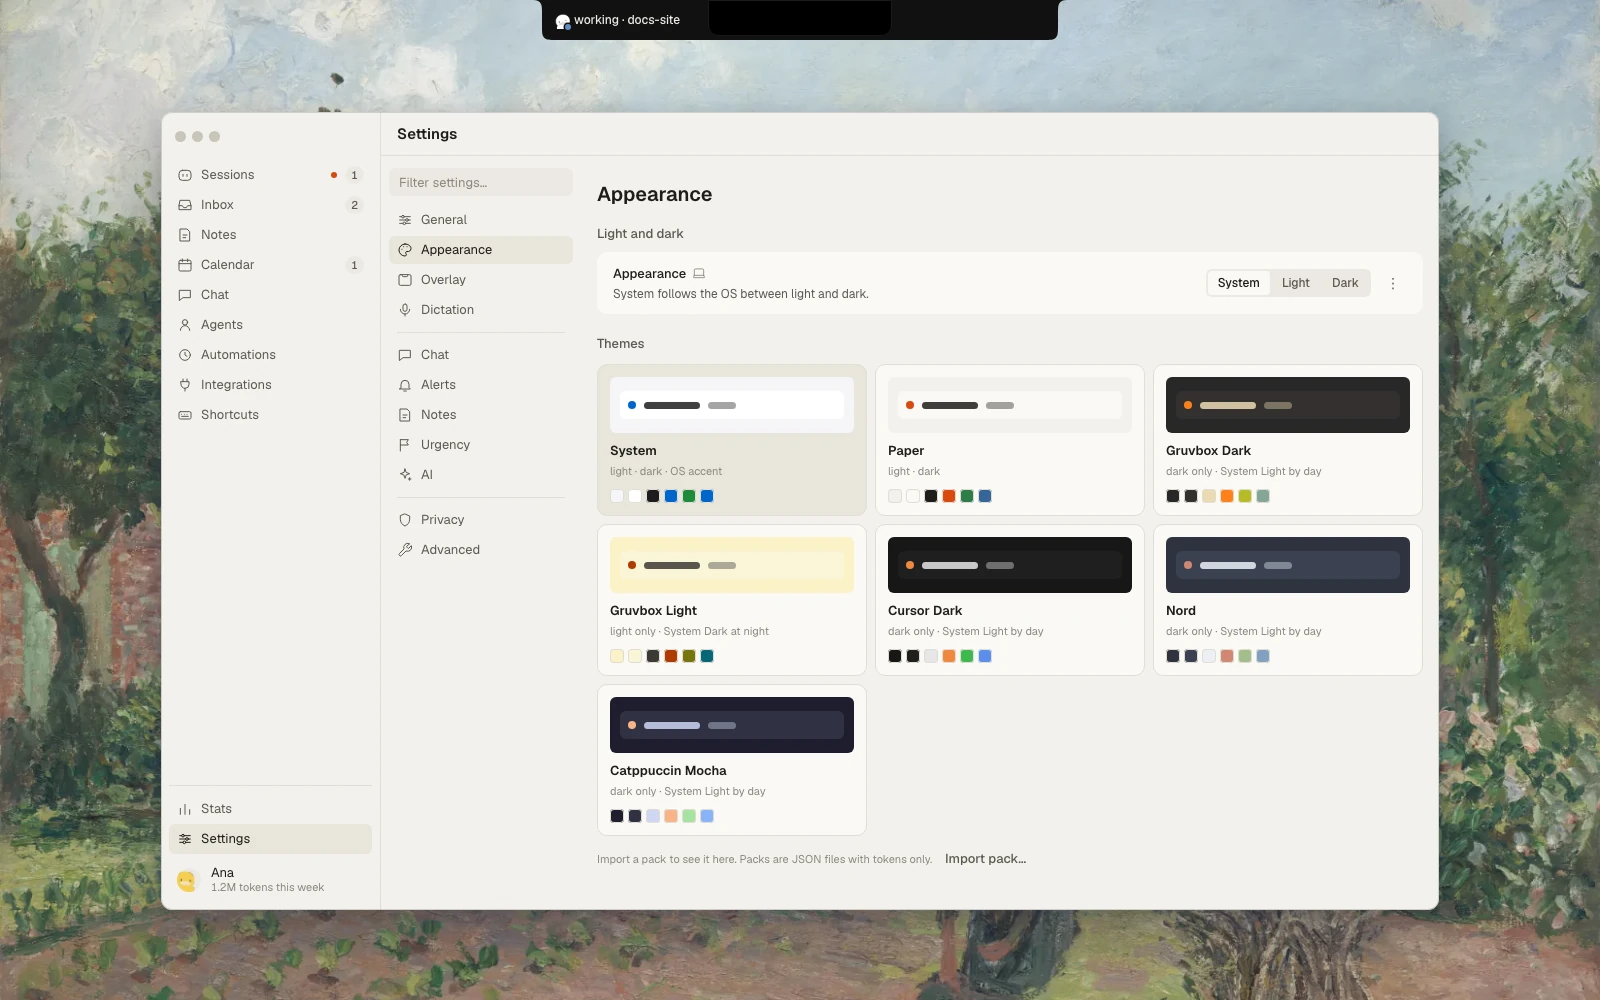 working · docs-site
Settings
Sessions 1
Inbox 2
Notes
Calendar 1
Chat
Agents
Automations
Integrations
Shortcuts
Stats
Settings
Ana
1.2M tokens this week
Filter settings...
General
Appearance
Overlay
Dictation
Chat
Alerts
Notes
Urgency
AI
Privacy
Advanced
Appearance
Light and dark
Appearance
System follows the OS between light and dark.
System Light Dark
Themes
System
light · dark · OS accent
Paper
light · dark
Gruvbox Dark
dark only · System Light by day
Gruvbox Light
light only · System Dark at night
Cursor Dark
dark only · System Light by day
Nord
dark only · System Light by day
Catppuccin Mocha
dark only · System Light by day
Import a pack to see it here. Packs are JSON files with tokens only. Import pack...